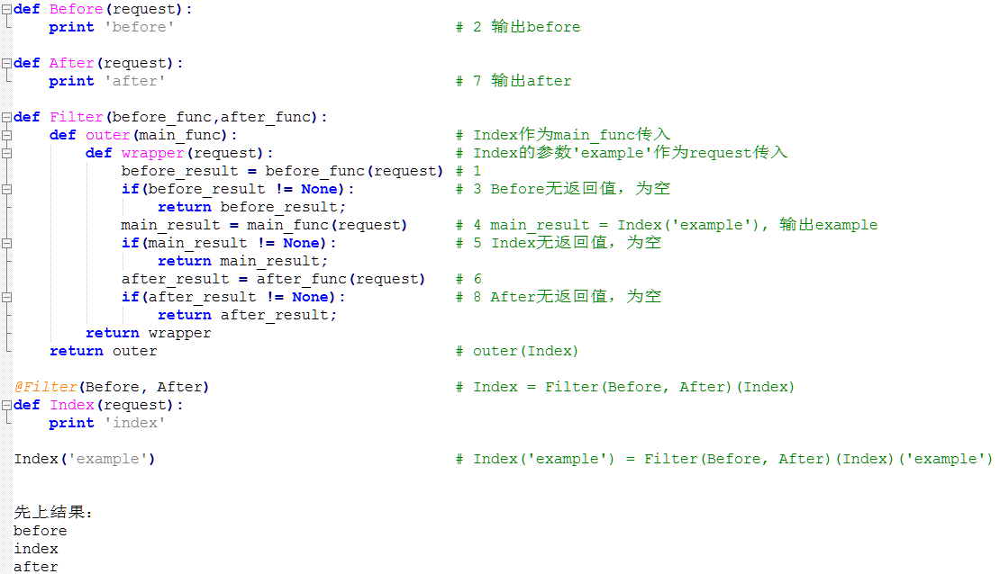 def Before(request):
    print 'before'                               # 2 输出before
def After(request):
    print 'after'                                # 7 输出after
def Filter(before_func,after_func):
    def outer(main_func):                        # Index作为main_func传入
        def wrapper(request):                    # Index的参数'example'作为request传入
            before_result = before_func(request) # 1
            if(before_result != None):           # 3 Before无返回值，为空
                return before_result;
            main_result = main_func(request)     # 4 main_result = Index('example'), 输出example
            if(main_result != None):             # 5 Index无返回值，为空
                return main_result;
            after_result = after_func(request)   # 6
            if(after_result != None):            # 8 After无返回值，为空
                return after_result;
        return wrapper
    return outer                                 # outer(Index)
@Filter(Before, After)                           # Index = Filter(Before, After)(Index)
def Index(request):
    print 'index'
Index('example')                                 # Index('example') = Filter(Before, After)(Index)('example')
先上结果：
before
index
after